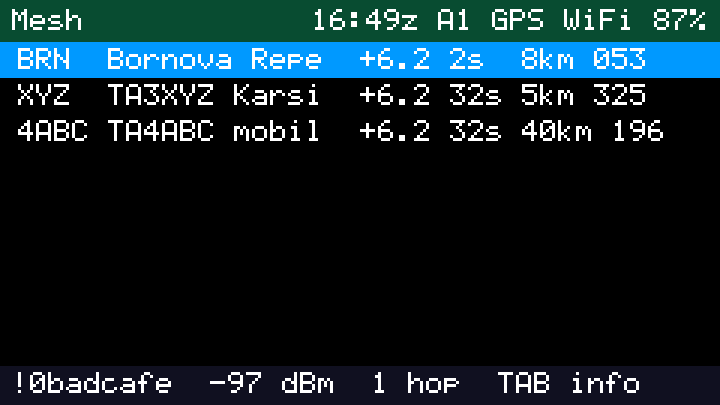 Mesh 16:49z A1 GPS WiFi 87%
BRN Bornova Repe +6.2 2s 8km 053
XYZ TA3XYZ Karsi +6.2 32s 5km 325
4ABC TA4ABC mobil +6.2 32s 40km 196
!0badcafe -97 dBm 1 hop TAB info